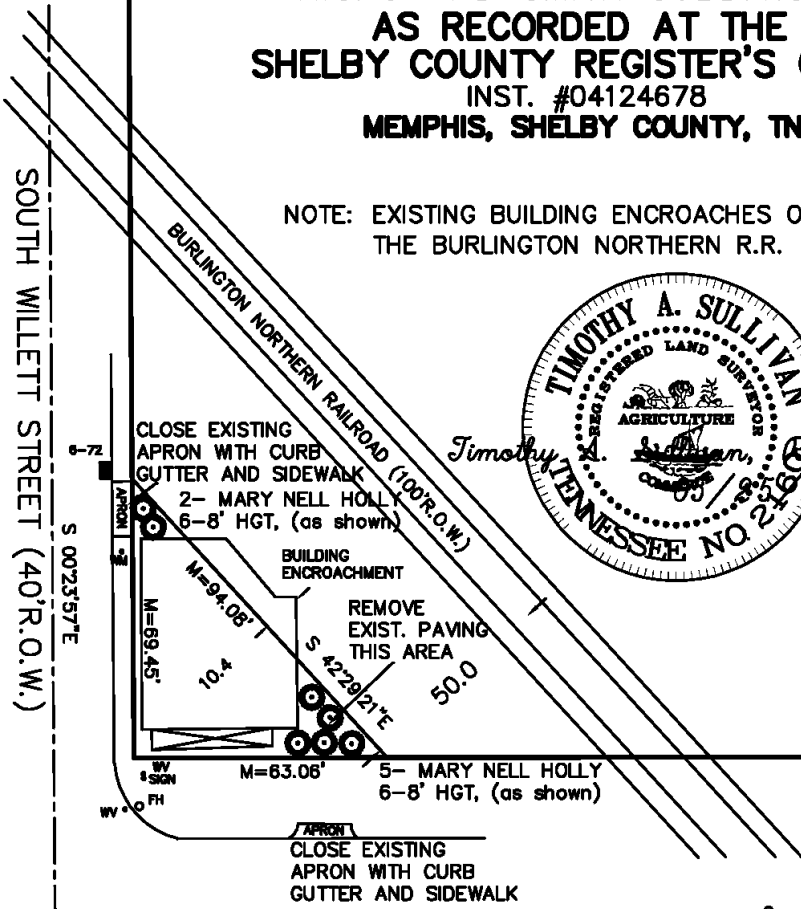 AS RECORDED AT THE
SHELBY COUNTY REGISTER'S
INST. #04124678
MEMPHIS, SHELBY COUNTY, TN
NOTE: EXISTING BUILDING ENCROACHES
THE BURLINGTON NORTHERN R.R.
TIMOTHY A. SULLIVAN
REGISTERED LAND SURVEYOR
AGRICULTURE
COMMERCE
TENNESSEE NO. 2160
Timothy A. Sullivan,
SOUTH WILLETT STREET (40'R.O.W.)
S 00°23'57"E
BURLINGTON NORTHERN RAILROAD (100'R.O.W.)
6-72
APRON
CLOSE EXISTING
APRON WITH CURB
GUTTER AND SIDEWALK
2- MARY NELL HOLLY
6-8' HGT, (as shown)
BUILDING
ENCROACHMENT
M=94.08'
M=69.45'
10.4
REMOVE
EXIST. PAVING
THIS AREA
S 42°29'21"E
50.0
WV
SIGN
M=63.06'
5- MARY NELL HOLLY
6-8' HGT, (as shown)
WV
FH
APRON
CLOSE EXISTING
APRON WITH CURB
GUTTER AND SIDEWALK